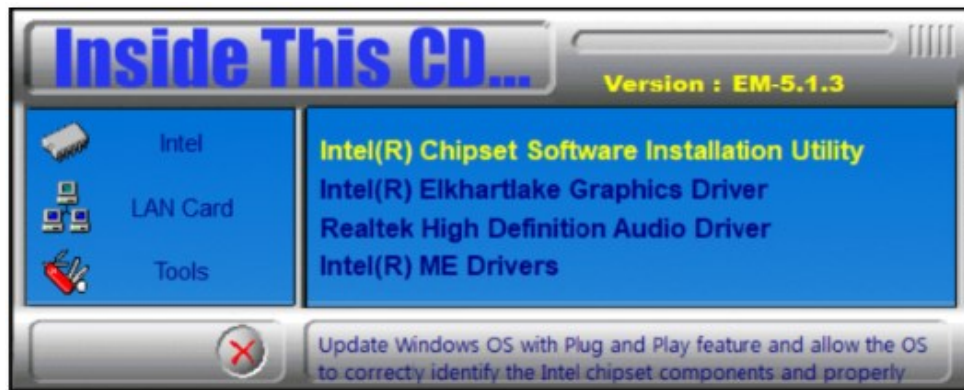 Inside This CD...
Version : EM-5.1.3
Intel
LAN Card
Tools
Intel(R) Chipset Software Installation Utility
Intel(R) Elkhartlake Graphics Driver
Realtek High Definition Audio Driver
Intel(R) ME Drivers
Update Windows OS with Plug and Play feature and allow the OS
to correctly identify the Intel chipset components and properly